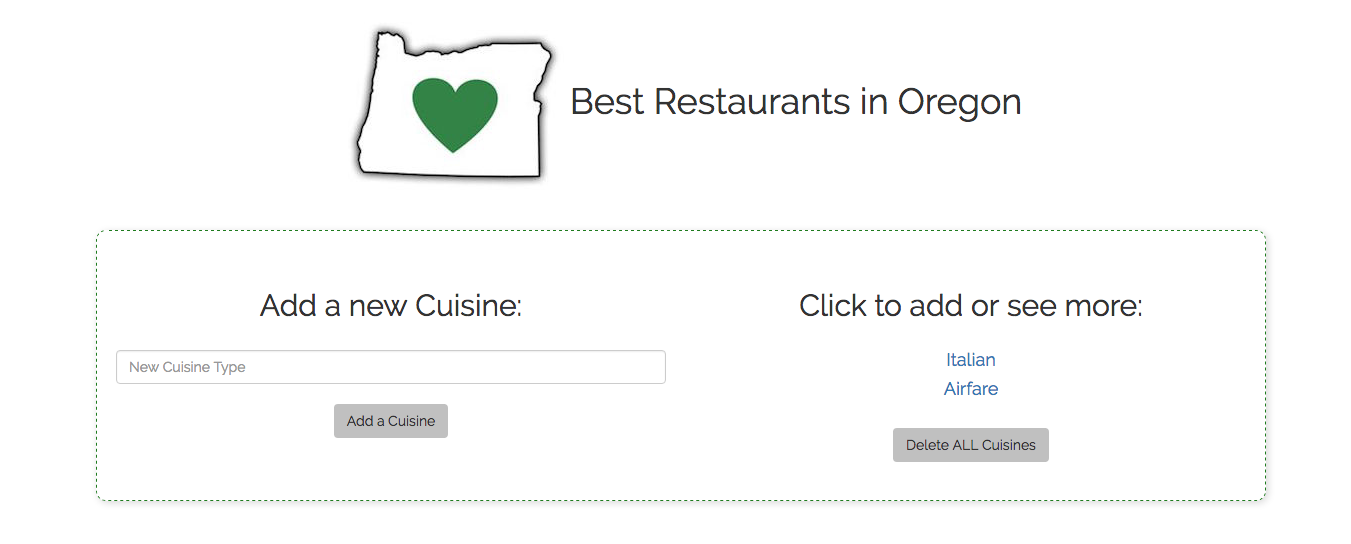 Best Restaurants in Oregon
Add a new Cuisine:
New Cuisine Type
Add a Cuisine
Click to add or see more:
Italian
Airfare
Delete ALL Cuisines